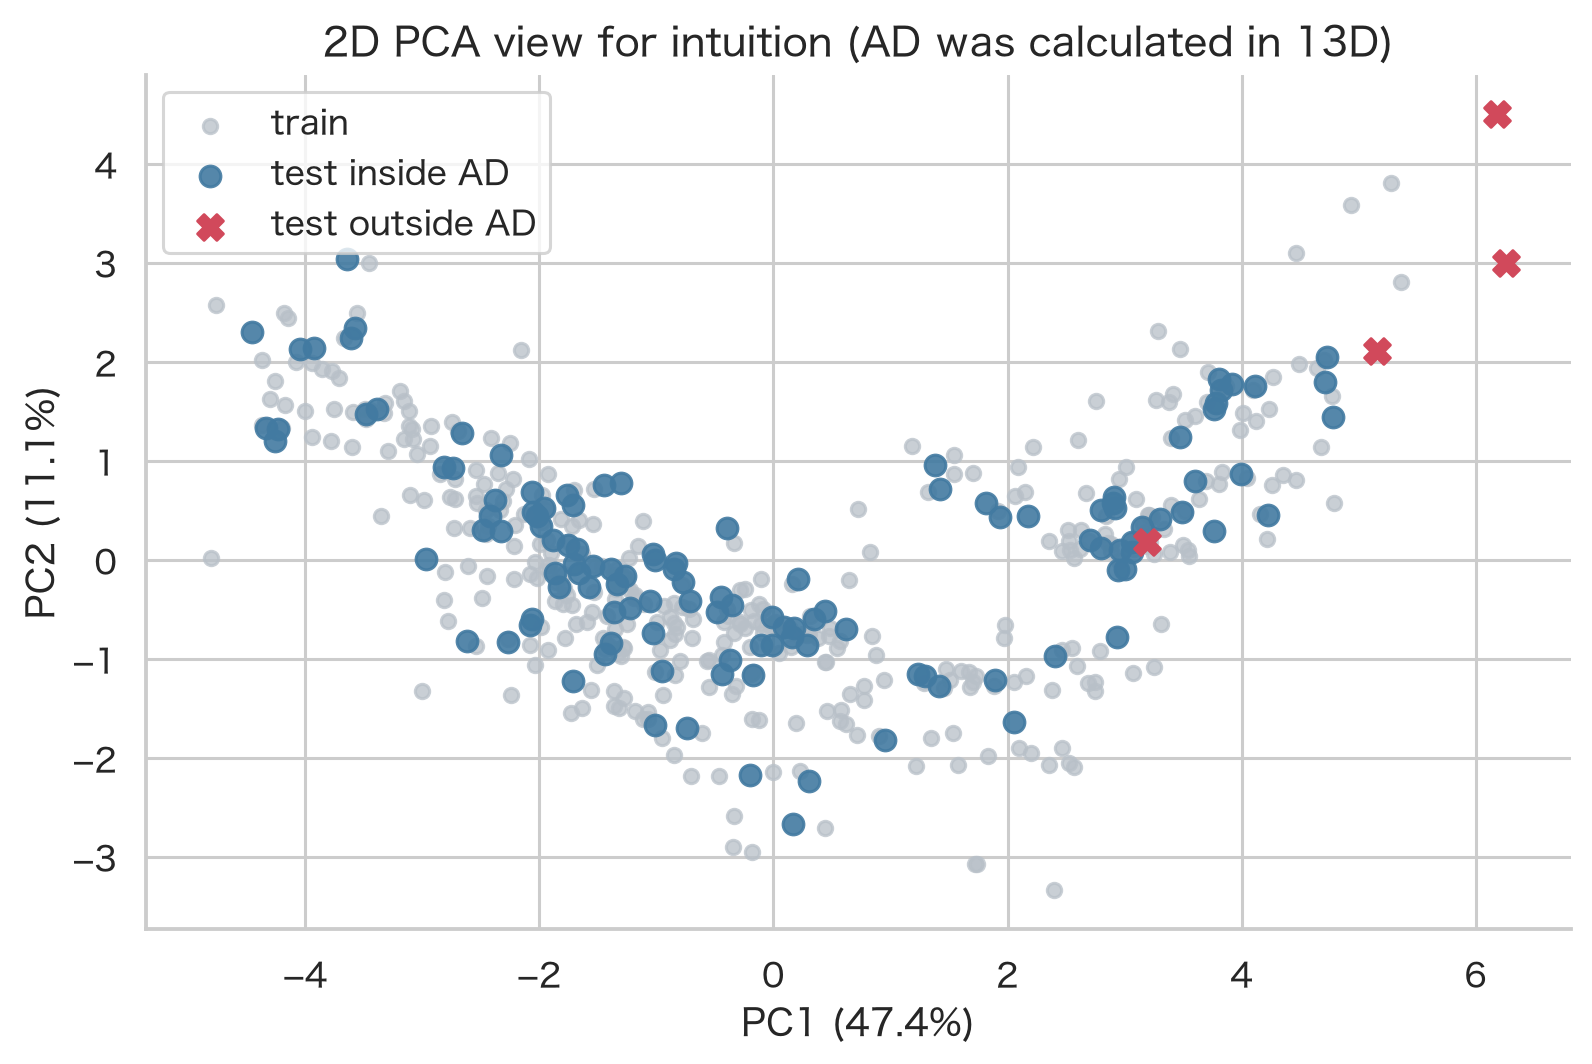 2D PCA view for intuition (AD was calculated in 13D)
train
test inside AD
test outside AD
4
3
2
1
0
−1
−2
−3
PC2 (11.1%)
−4
−2
0
2
4
6
PC1 (47.4%)